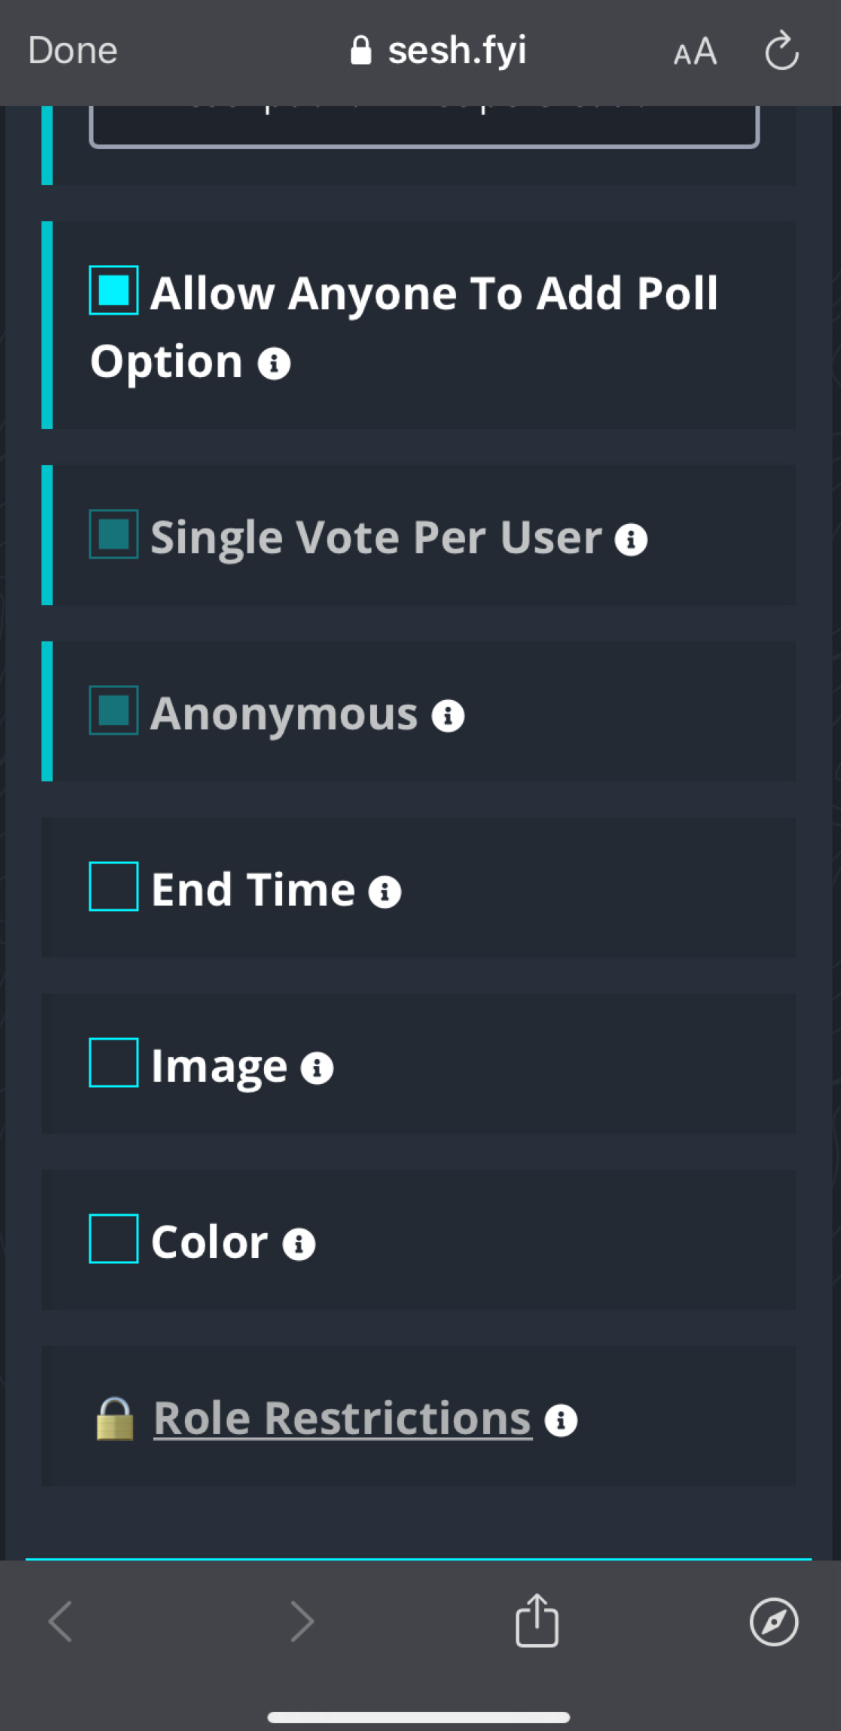 Done
sesh.fyi
AA
Allow Anyone To Add Poll
Option
Single Vote Per User
Anonymous
End Time
Image
Color
Role Restrictions